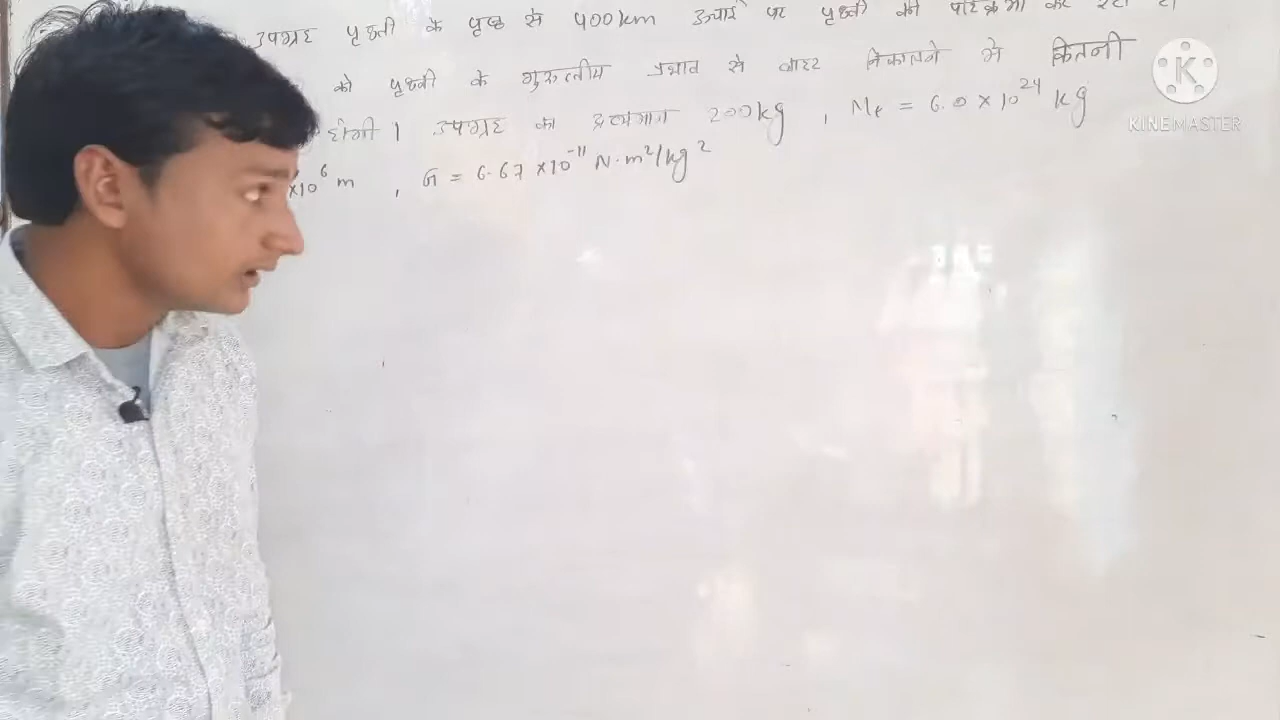 उपग्रह पृथ्वी के पृष्ठ से 400km ऊचाई पर पृथ्वी की परिक्रमा कर रहा है।
को पृथ्वी के गुरुत्वीय प्रभाव से बाहर निकालने मे कितनी
होगी । उपग्रह का द्रव्यमान 200kg , Me = 6.0 × 10²⁴ kg
×10⁶ m , G = 6.67 ×10⁻¹¹ N·m²/kg²
K
KINEMASTER